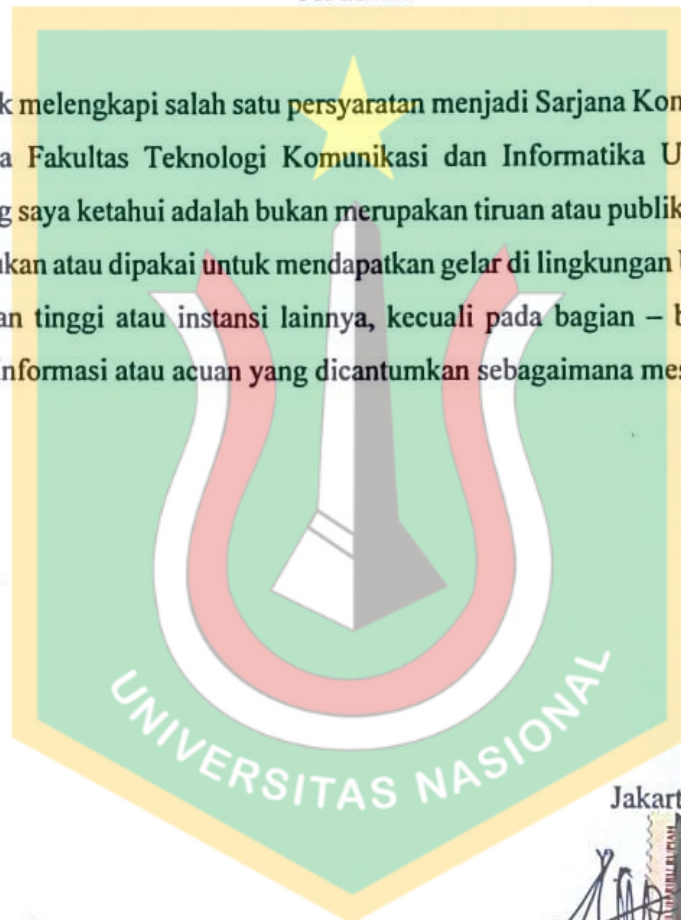 k melengkapi salah satu persyaratan menjadi Sarjana Kom
a Fakultas Teknologi Komunikasi dan Informatika U
g saya ketahui adalah bukan merupakan tiruan atau publik
kan atau dipakai untuk mendapatkan gelar di lingkungan
an tinggi atau instansi lainnya, kecuali pada bagian – b
informasi atau acuan yang dicantumkan sebagaimana mes
UNIVERSITAS NASIONAL
Jakart